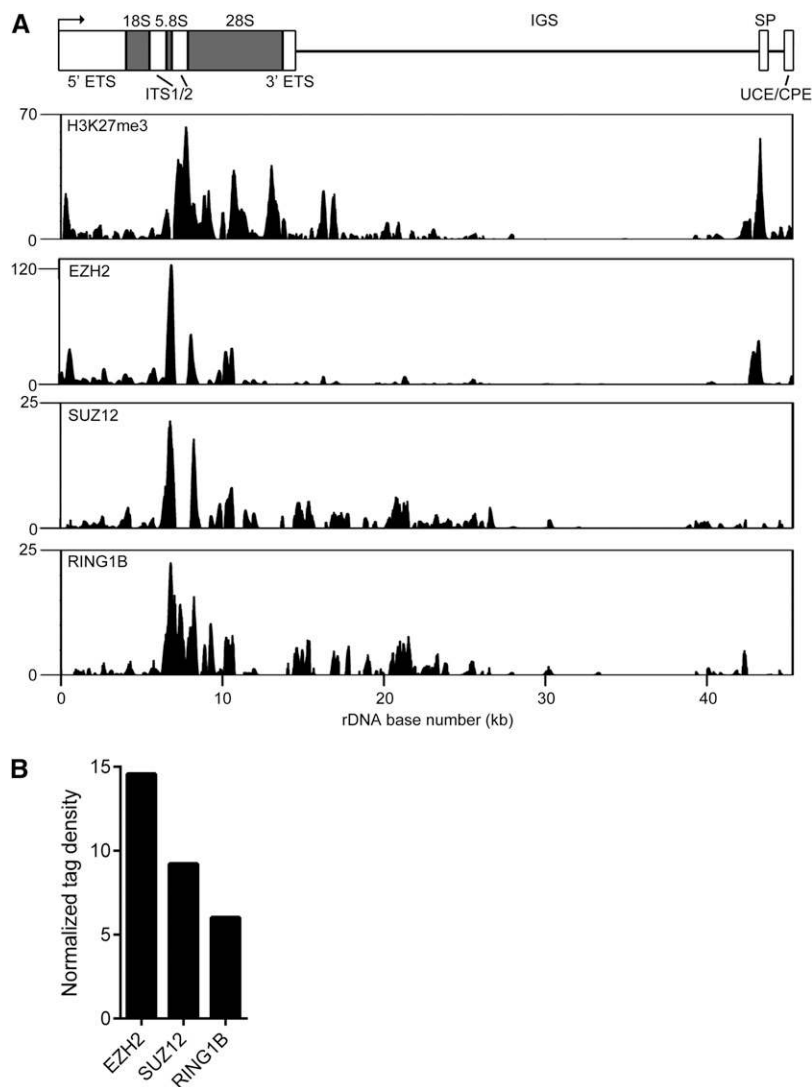 A
18S 5.8S 28S IGS SP
5' ETS ITS1/2 3' ETS UCE/CPE
70
H3K27me3
0
120
EZH2
0
25
SUZ12
0
25
RING1B
0
0 10 20 30 40
rDNA base number (kb)
B
Normalized tag density
15
10
5
0
EZH2
SUZ12
RING1B